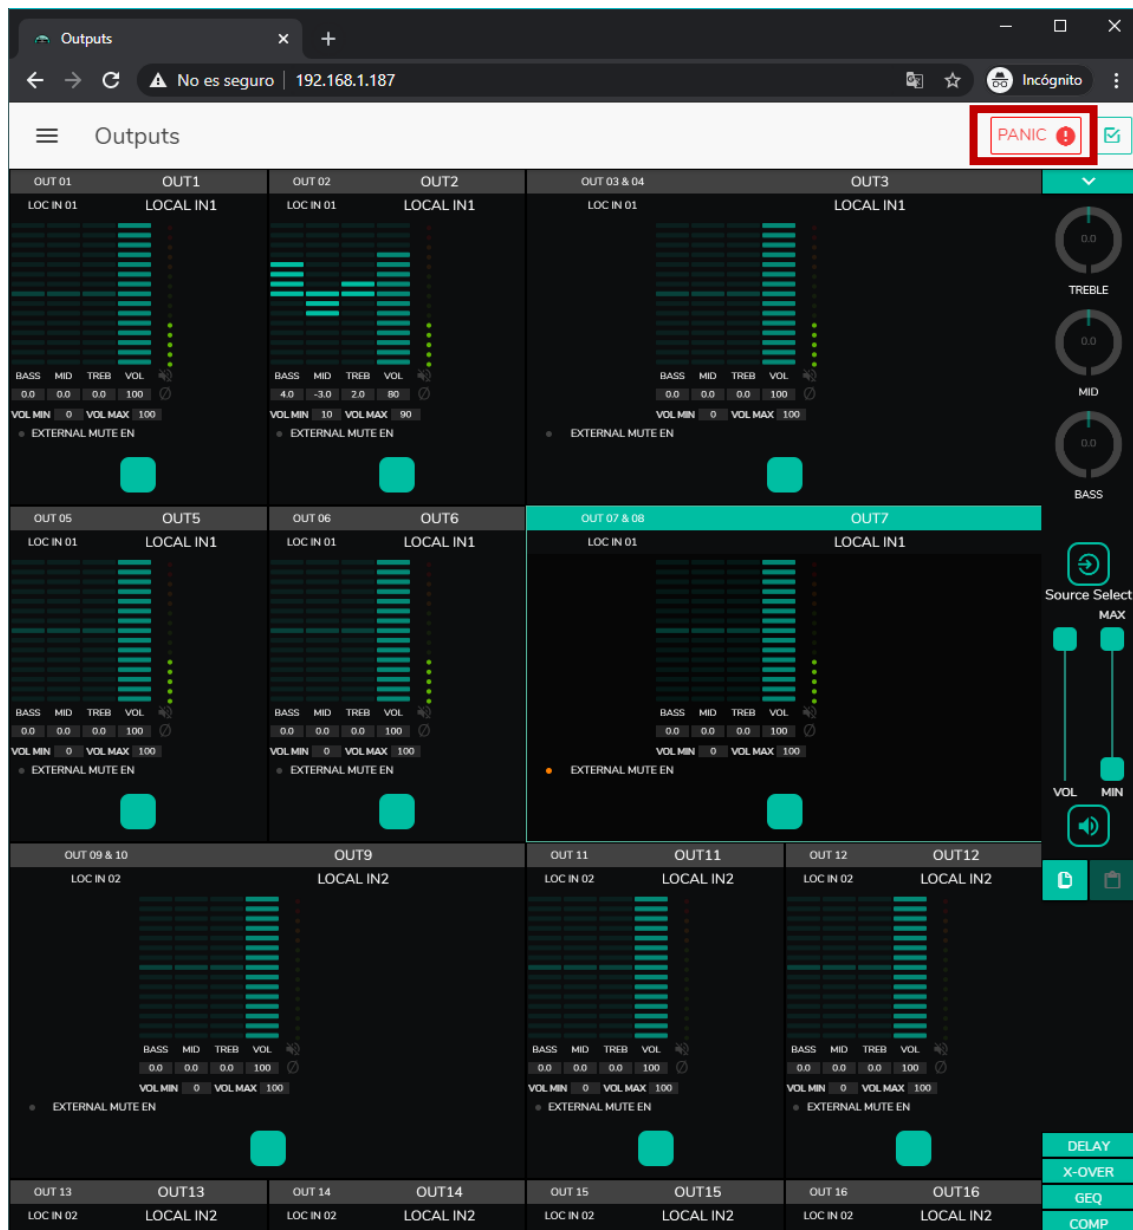 Outputs
No es seguro | 192.168.1.187
Incógnito
Outputs
PANIC
OUT 01 OUT1
LOC IN 01 LOCAL IN1
BASS MID TREB VOL
0.0 0.0 0.0 100
VOL MIN 0 VOL MAX 100
EXTERNAL MUTE EN
OUT 02 OUT2
LOC IN 01 LOCAL IN1
BASS MID TREB VOL
4.0 -3.0 2.0 80
VOL MIN 10 VOL MAX 90
EXTERNAL MUTE EN
OUT 03 & 04 OUT3
LOC IN 01 LOCAL IN1
BASS MID TREB VOL
0.0 0.0 0.0 100
VOL MIN 0 VOL MAX 100
EXTERNAL MUTE EN
OUT 05 OUT5
LOC IN 01 LOCAL IN1
BASS MID TREB VOL
0.0 0.0 0.0 100
VOL MIN 0 VOL MAX 100
EXTERNAL MUTE EN
OUT 06 OUT6
LOC IN 01 LOCAL IN1
BASS MID TREB VOL
0.0 0.0 0.0 100
VOL MIN 0 VOL MAX 100
EXTERNAL MUTE EN
OUT 07 & 08 OUT7
LOC IN 01 LOCAL IN1
BASS MID TREB VOL
0.0 0.0 0.0 100
VOL MIN 0 VOL MAX 100
EXTERNAL MUTE EN
OUT 09 & 10 OUT9
LOC IN 02 LOCAL IN2
BASS MID TREB VOL
0.0 0.0 0.0 100
VOL MIN 0 VOL MAX 100
EXTERNAL MUTE EN
OUT 11 OUT11
LOC IN 02 LOCAL IN2
BASS MID TREB VOL
0.0 0.0 0.0 100
VOL MIN 0 VOL MAX 100
EXTERNAL MUTE EN
OUT 12 OUT12
LOC IN 02 LOCAL IN2
BASS MID TREB VOL
0.0 0.0 0.0 100
VOL MIN 0 VOL MAX 100
EXTERNAL MUTE EN
OUT 13 OUT13
LOC IN 02 LOCAL IN2
OUT 14 OUT14
LOC IN 02 LOCAL IN2
OUT 15 OUT15
LOC IN 02 LOCAL IN2
OUT 16 OUT16
LOC IN 02 LOCAL IN2
0.0
TREBLE
0.0
MID
0.0
BASS
Source Select
MAX
VOL MIN
DELAY
X-OVER
GEQ
COMP